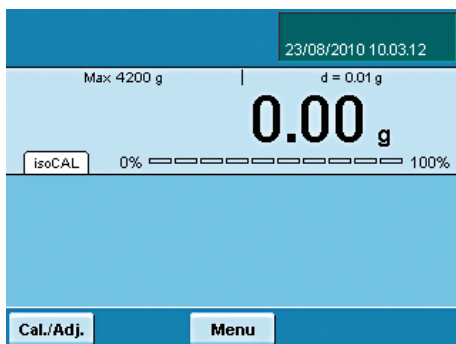 23/08/2010 10.03.12
Max 4200 g | d = 0.01 g
0.00 g
isoCAL 0% 100%
Cal./Adj. Menu